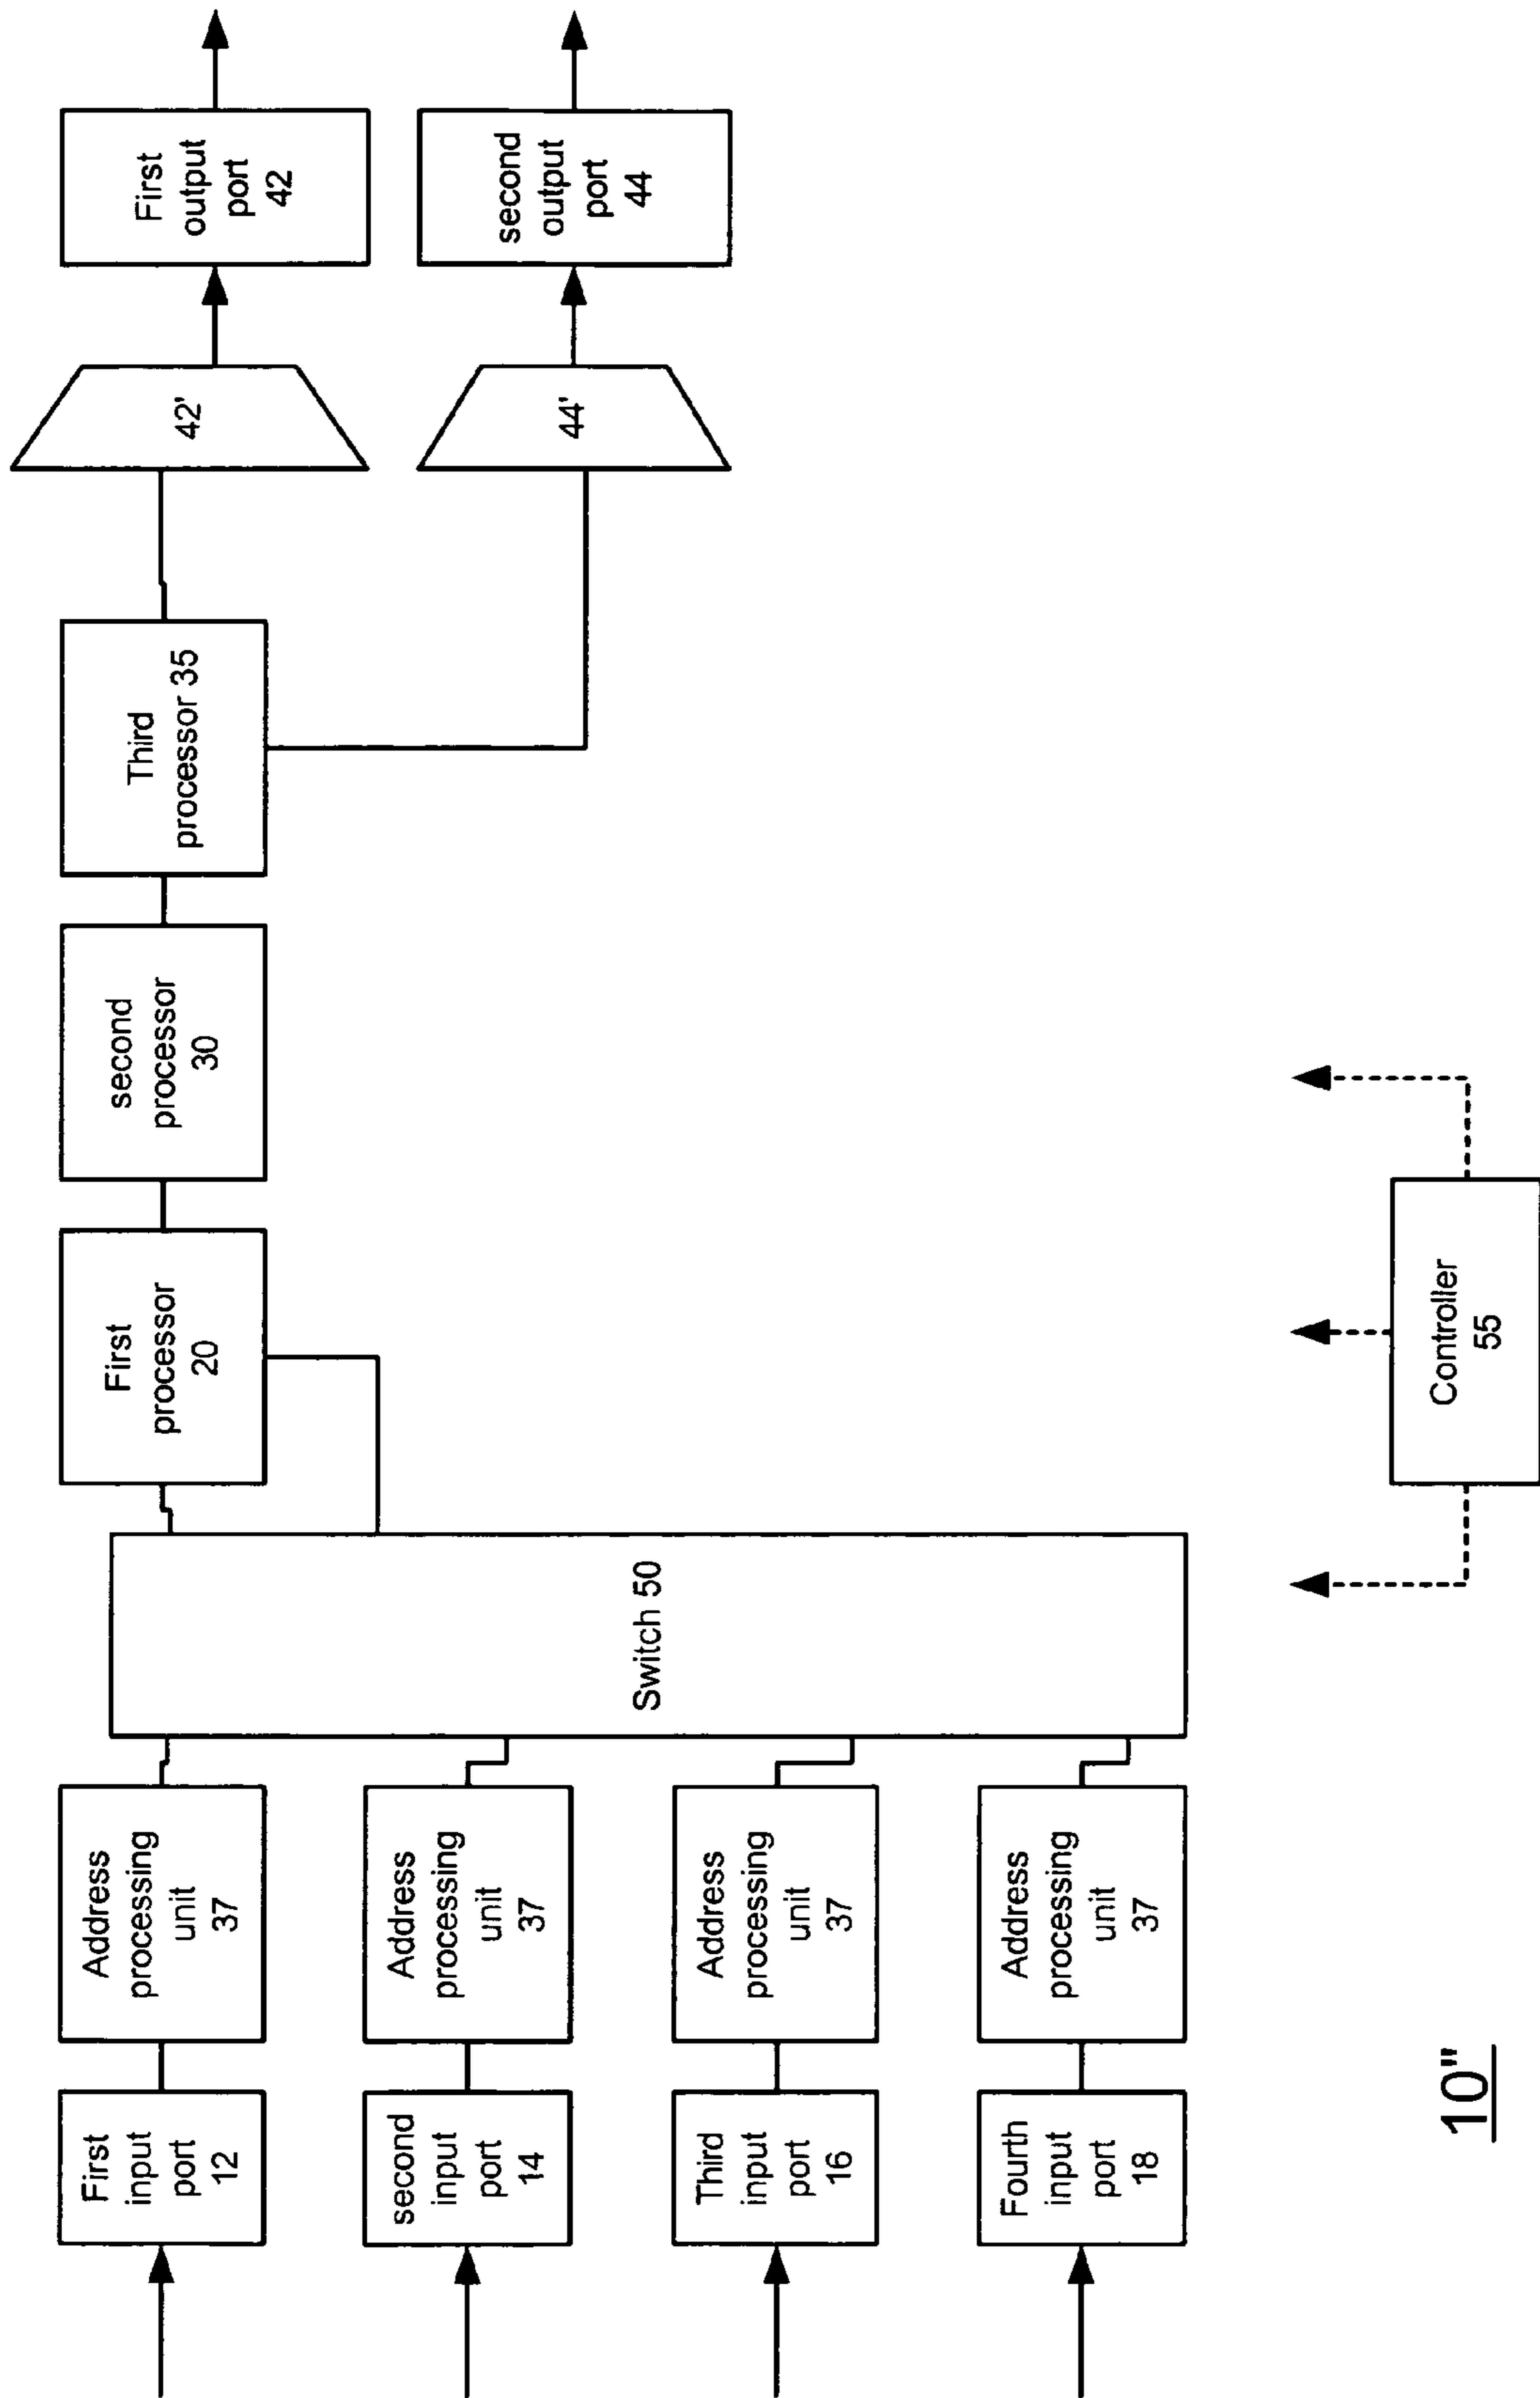 First
input
port
12
Address
processing
unit
37
second
input
port
14
Address
processing
unit
37
Third
input
port
16
Address
processing
unit
37
Fourth
input
port
18
Address
processing
unit
37
Switch 50
First
processor
20
second
processor
30
Third
processor 35
42'
First
output
port
42
44'
second
output
port
44
Controller
55
10"